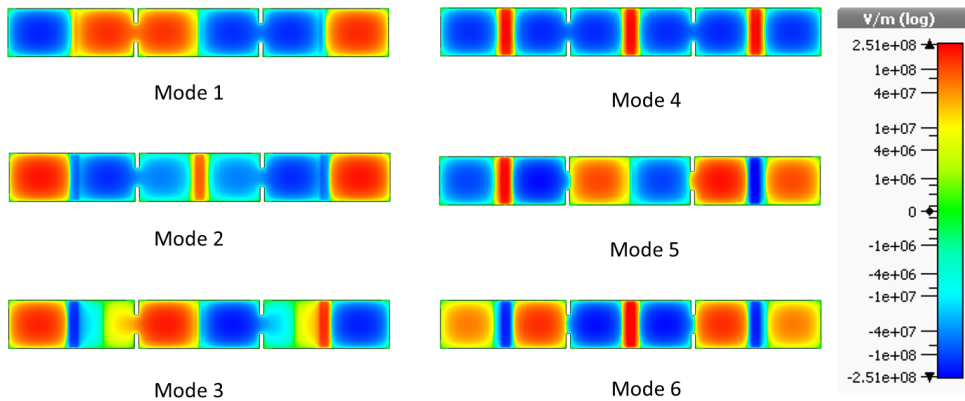 Mode 1
Mode 4
Mode 2
Mode 5
Mode 3
Mode 6
V/m (log)
2.51e+08
1e+08
4e+07
1e+07
4e+06
1e+06
0
-1e+06
-4e+06
-1e+07
-4e+07
-1e+08
-2.51e+08